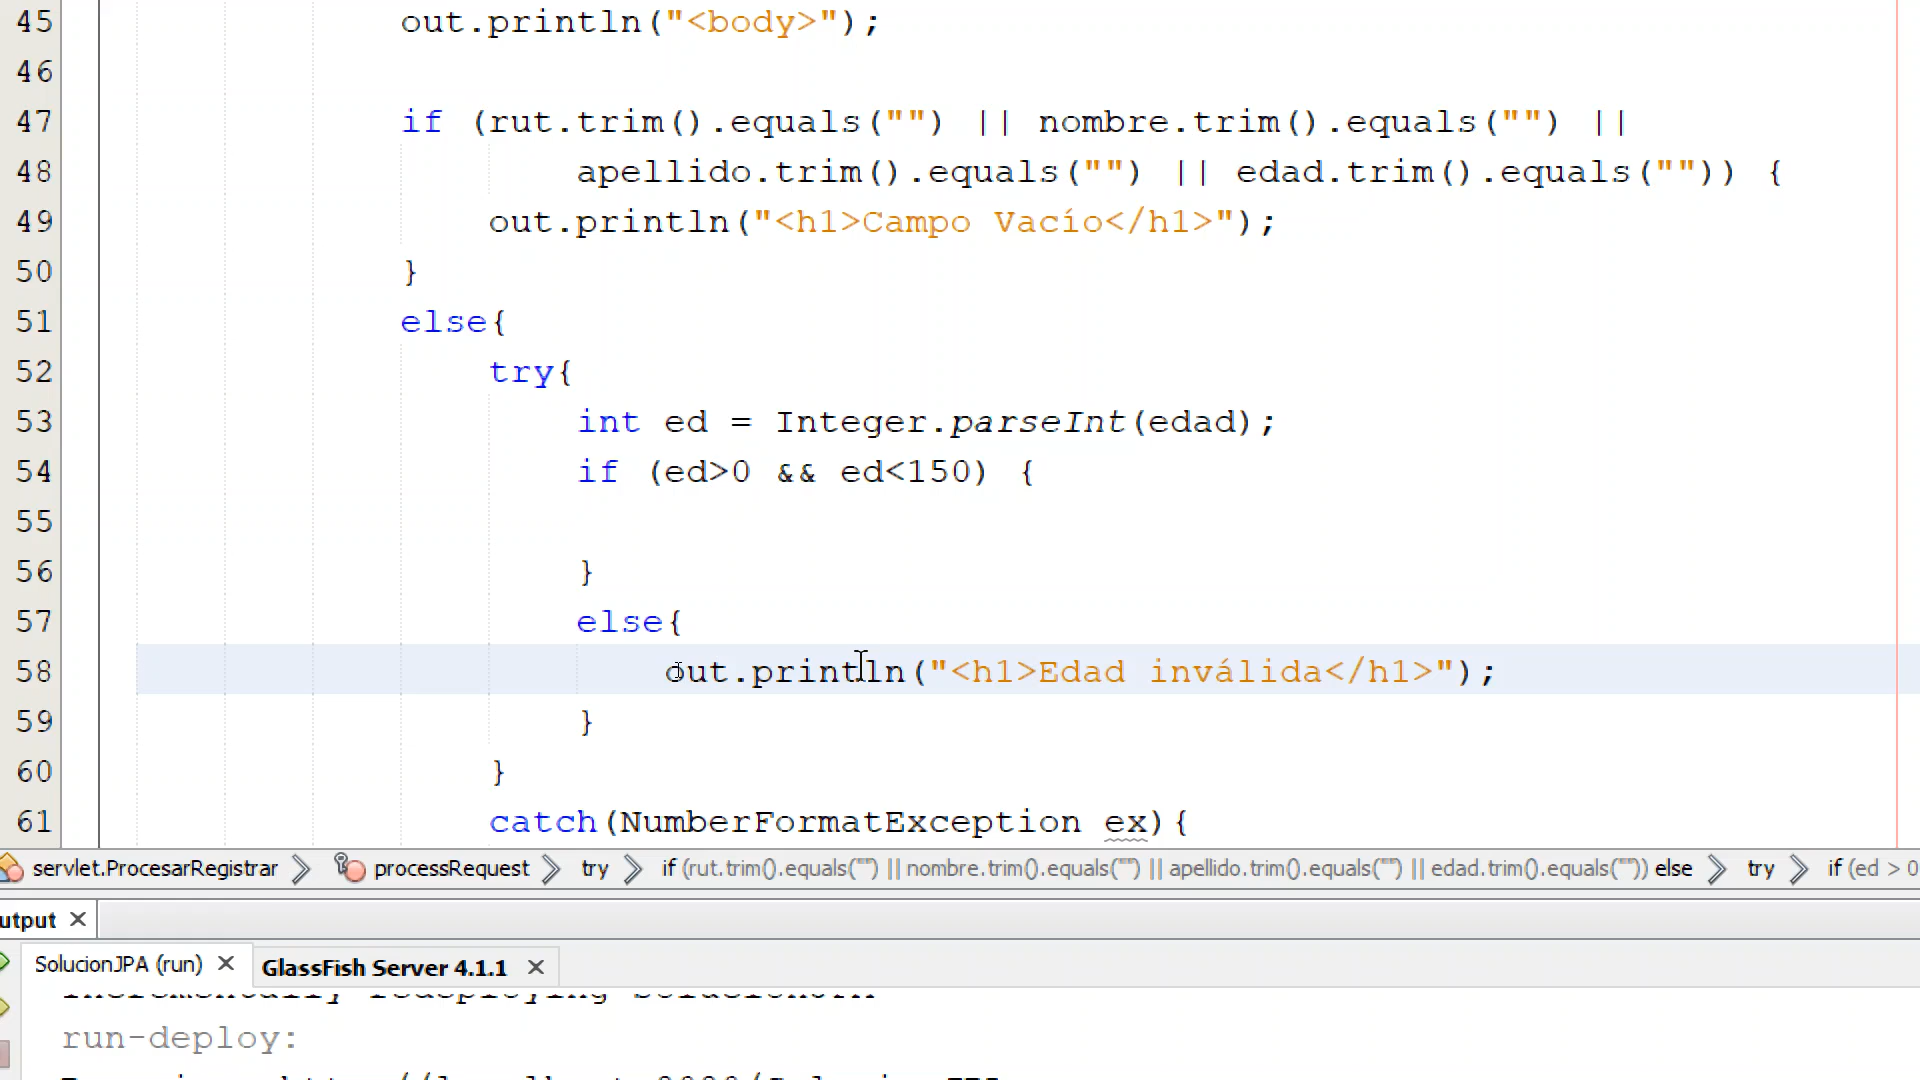 45 out.println("<body>");
46
47 if (rut.trim().equals("") || nombre.trim().equals("") ||
48 apellido.trim().equals("") || edad.trim().equals("")) {
49 out.println("<h1>Campo Vacío</h1>");
50 }
51 else{
52 try{
53 int ed = Integer.parseInt(edad);
54 if (ed>0 && ed<150) {
55
56 }
57 else{
58 out.println("<h1>Edad inválida</h1>");
59 }
60 }
61 catch(NumberFormatException ex){
servlet.ProcesarRegistrar processRequest try if (rut.trim().equals("") || nombre.trim().equals("") || apellido.trim().equals("") || edad.trim().equals("")) else try if (ed > 0
utput
SolucionJPA (run) GlassFish Server 4.1.1
run-deploy: